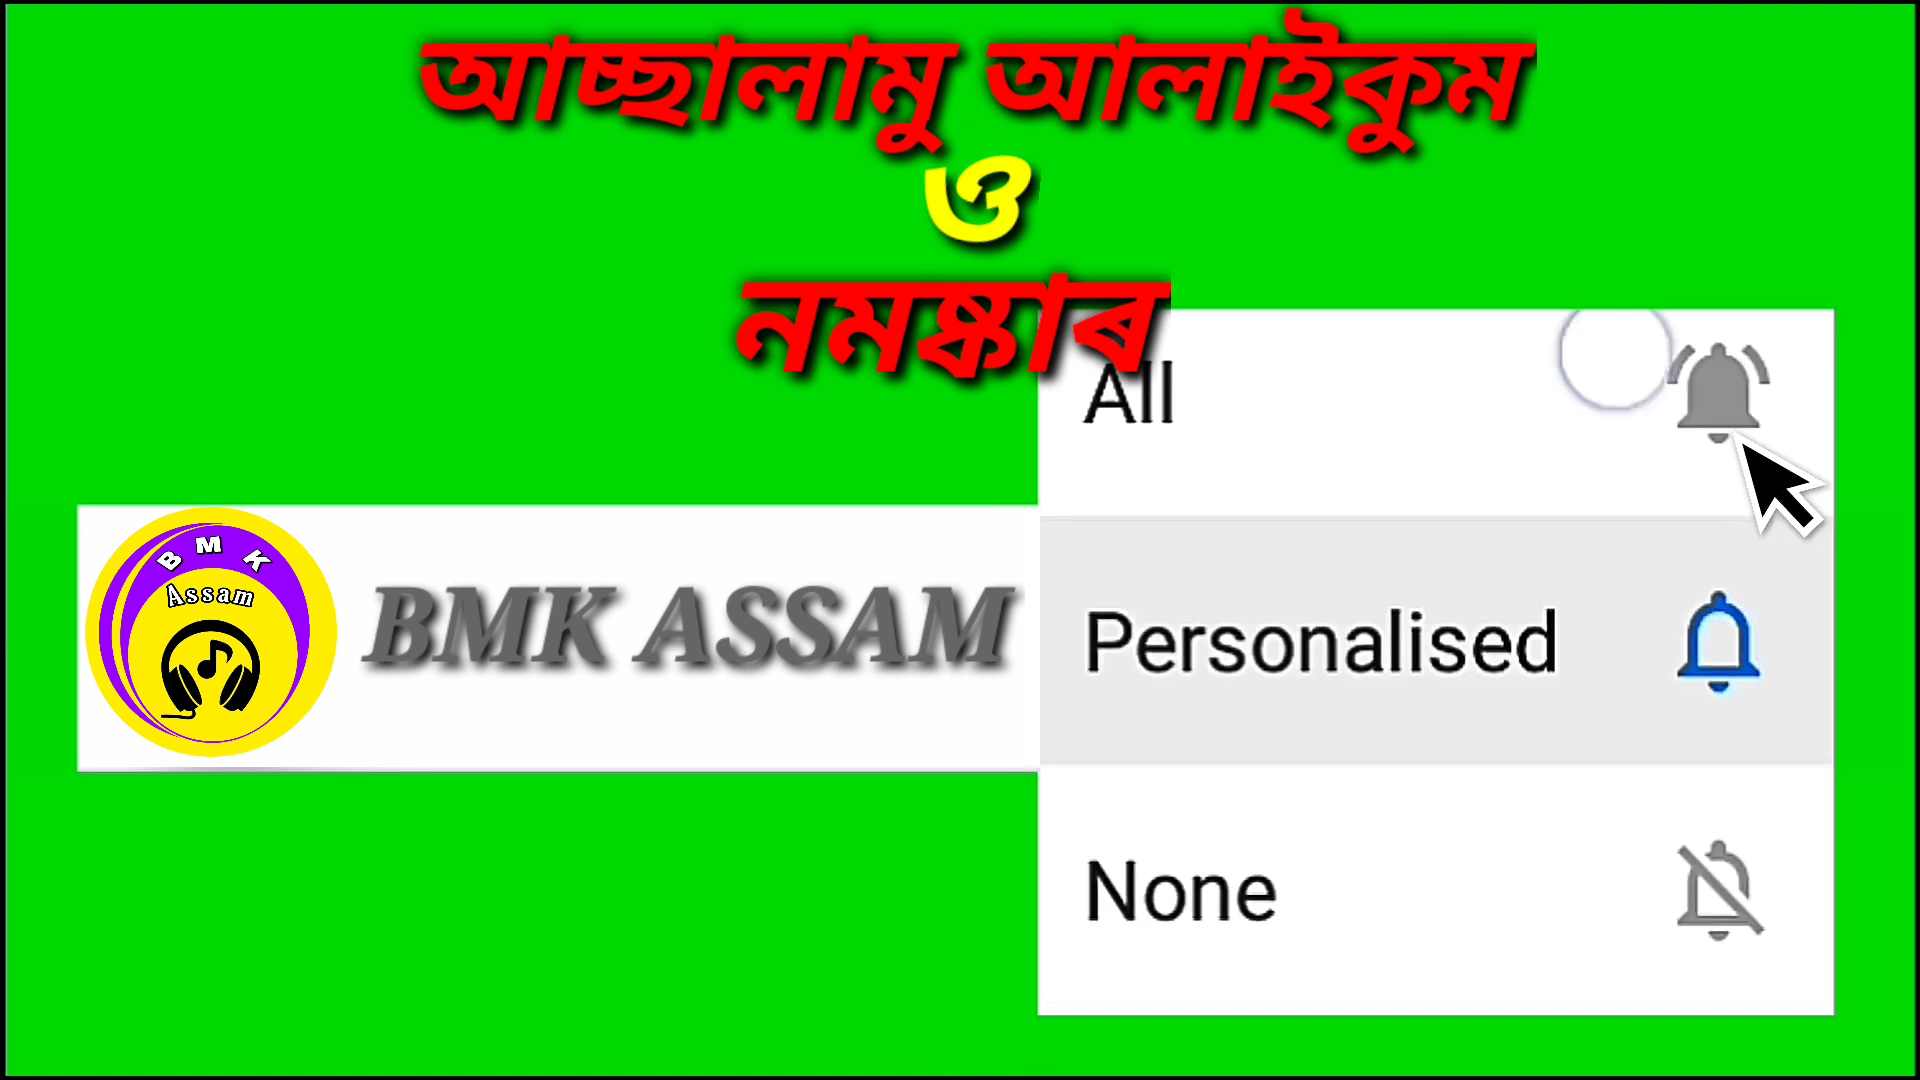 আচ্ছালামু আলাইকুম
ও
নমস্কাৰ
All
B M K
Assam
BMK ASSAM
Personalised
None